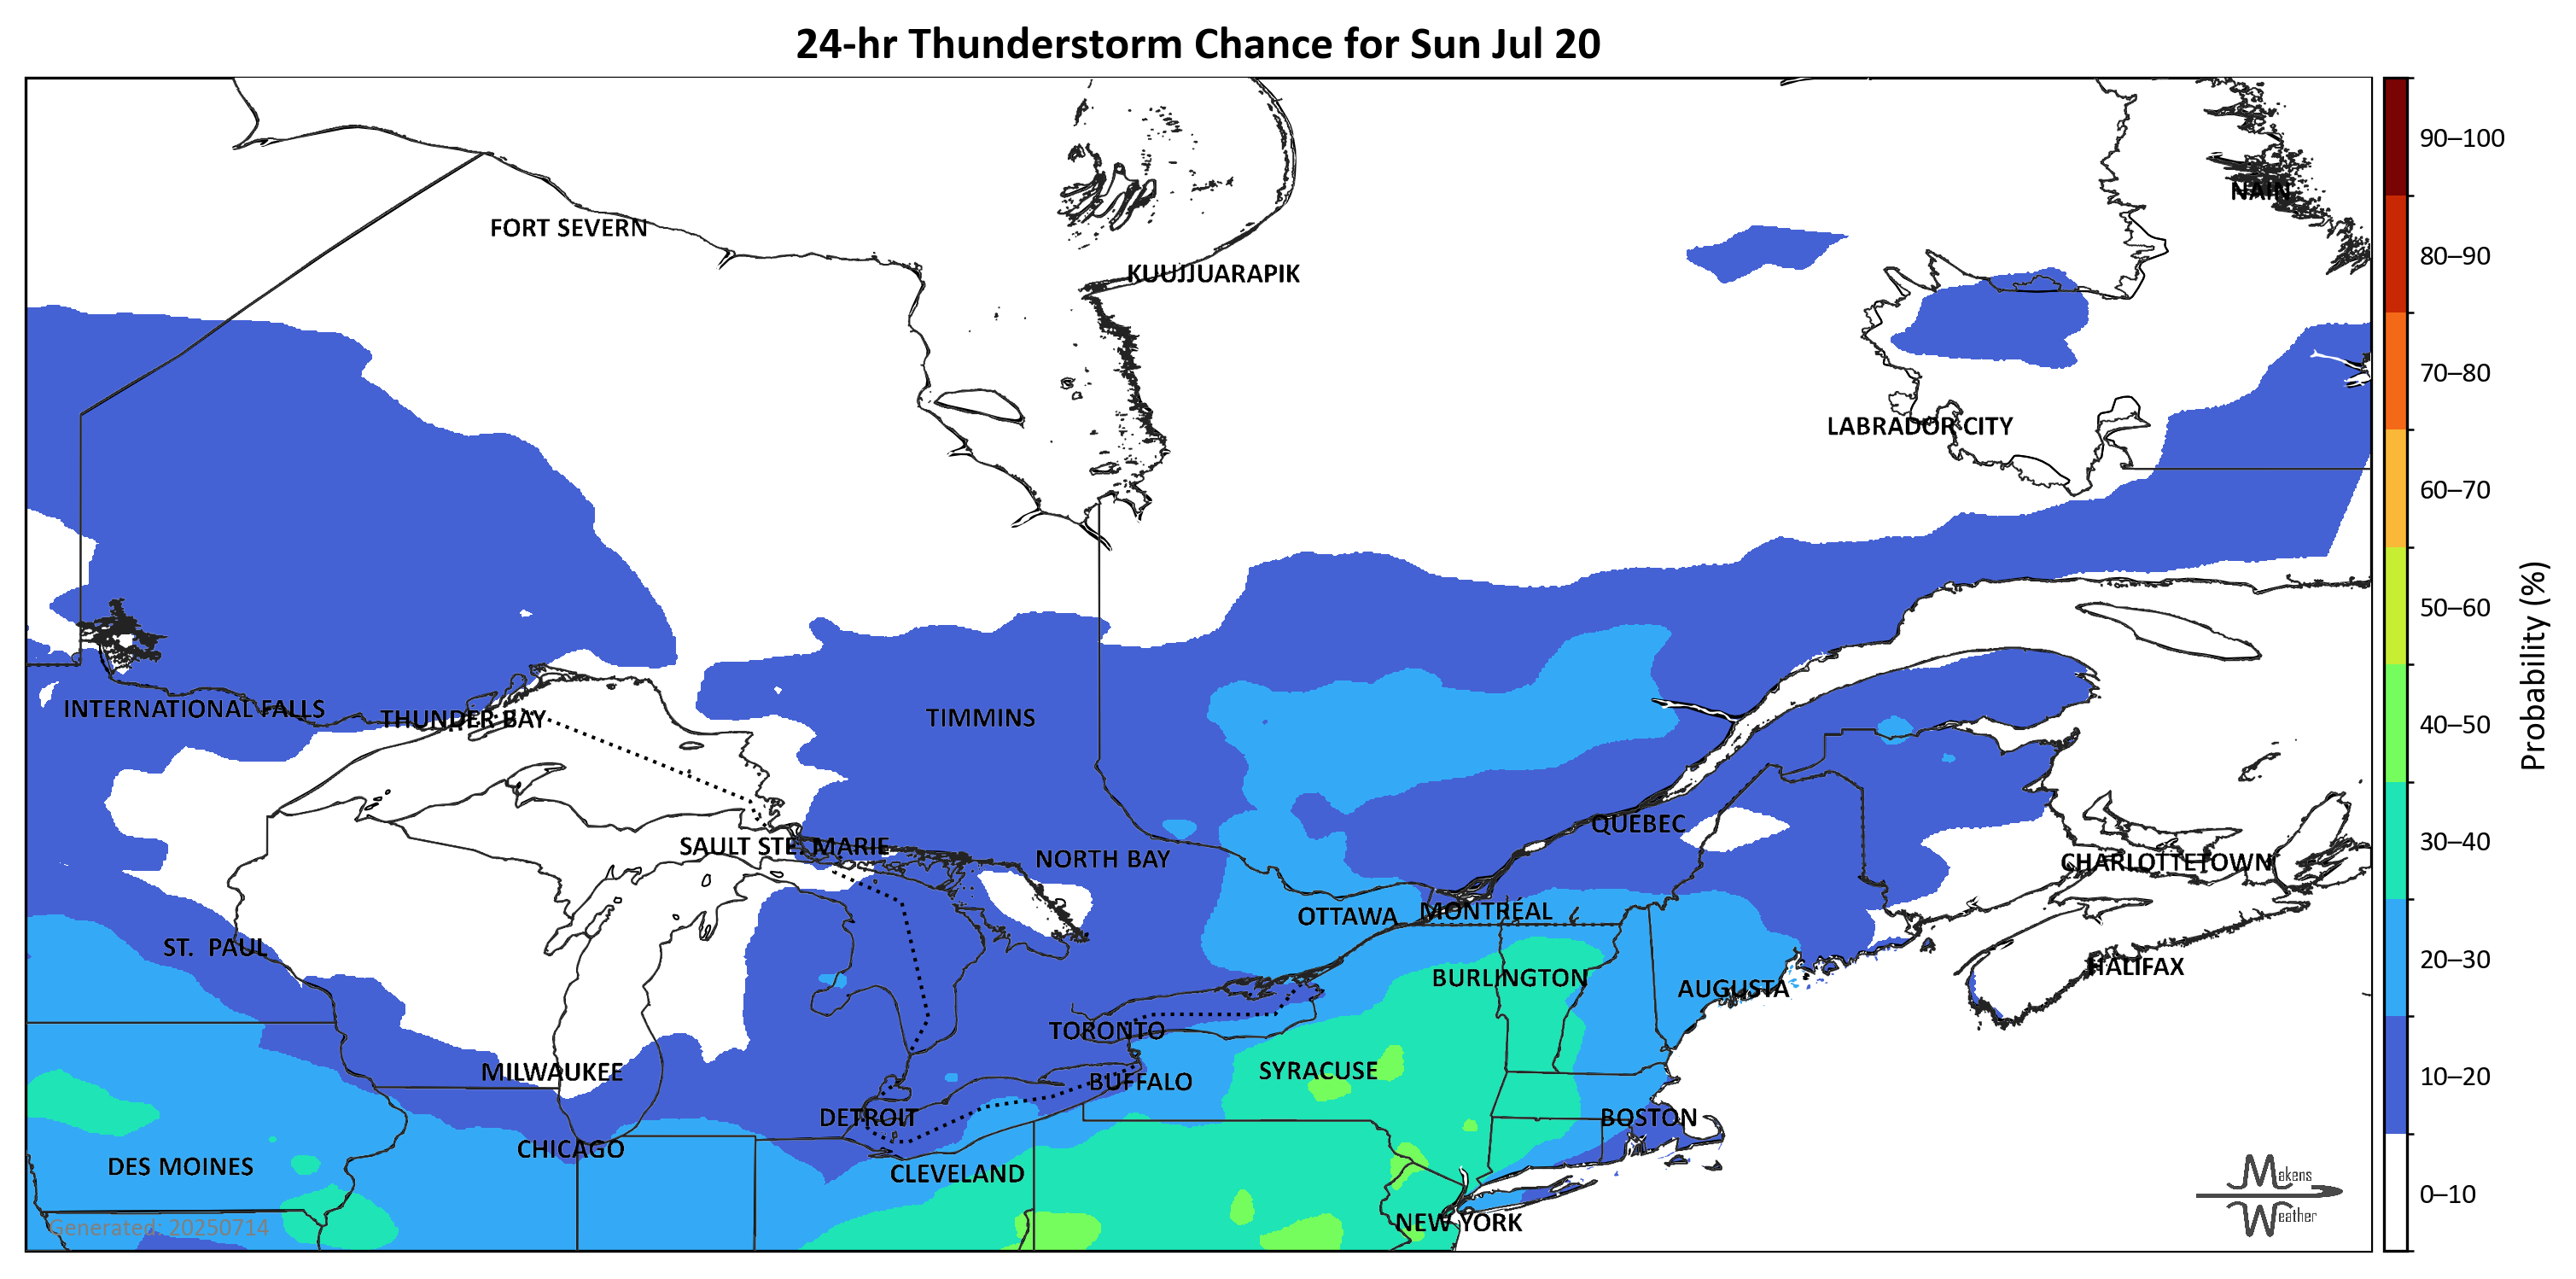 24-hr Thunderstorm Chance for Sun Jul 20
90–100
NAIN
FORT SEVERN
80–90
KUUJJUARAPIK
70–80
LABRADOR CITY
60–70
50–60
INTERNATIONAL FALLS
THUNDER BAY
TIMMINS
40–50
Probability (%)
QUEBEC
SAULT STE. MARIE
30–40
NORTH BAY
CHARLOTTETOWN
OTTAWA
MONTRÉAL
ST. PAUL
20–30
HALIFAX
BURLINGTON
AUGUSTA
TORONTO
SYRACUSE
MILWAUKEE
10–20
BUFFALO
DETROIT
BOSTON
CHICAGO
DES MOINES
CLEVELAND
Makens
Weather
0–10
NEW YORK
Generated: 20250714